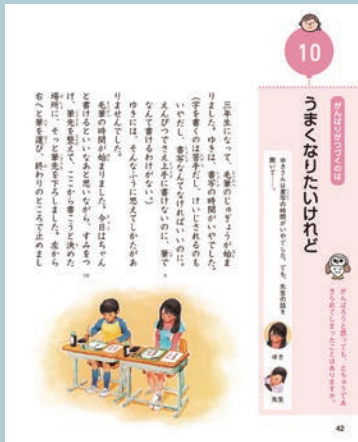 10
がんばりがつづくのは
うまくなりたいけれど
ゆきさんは書写の時間がいやでした。でも、先生の話を
聞いて――。
ゆき
先生
がんばろうと思っても、とちゅうであ
きらめてしまったことはありますか。
三年生になって、毛筆のじゅぎょうが始ま
りました。ゆきは、書写の時間がいやでした。
(字を書くのは苦手だし、けいじされるのも
いやだし、書写なんてなければいいのに。
えんぴつでさえ上手に書けないのに、筆で
なんて書けるわけがない。)
ゆきには、そんなふうに思えてしかたがあ
りませんでした。
毛筆の時間が始まりました。今日はちゃん
と書けるといいなあと思いながら、すみをつ
け、筆先を整えて、ここから書こうと決めた
場所に、そっと筆先を下ろしました。左から
右へと筆を運び、終わりのところで止めまし
42